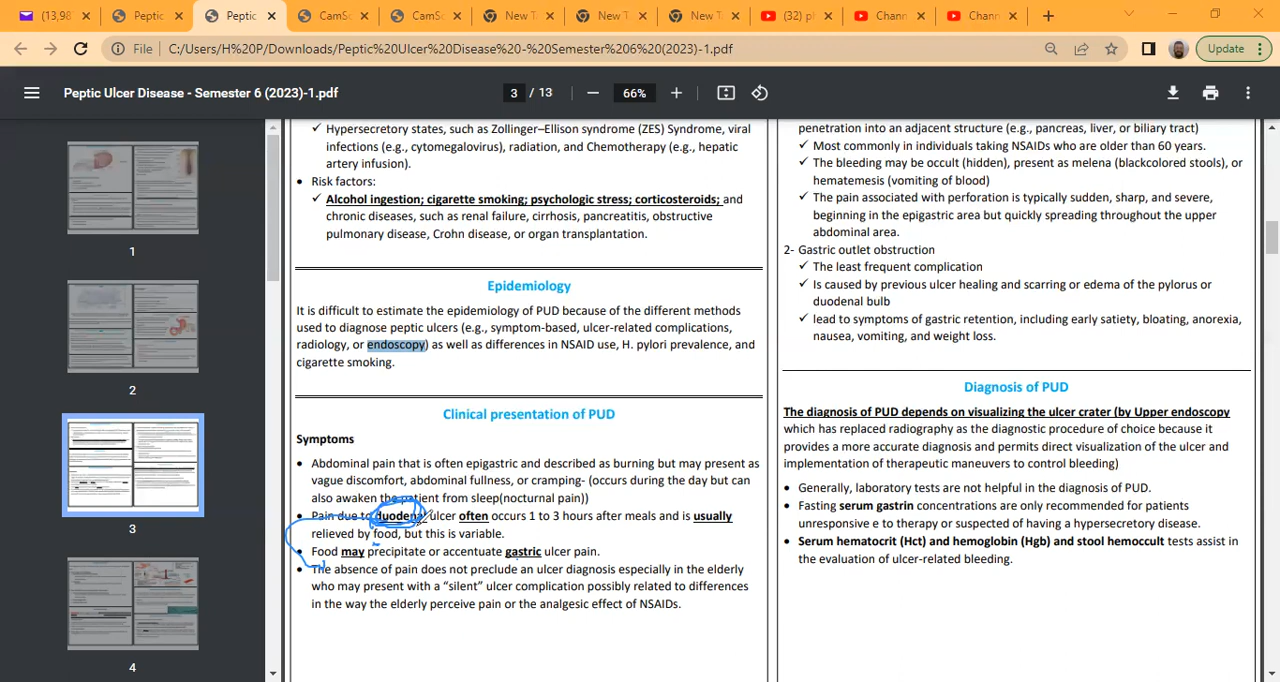 (13,98
Peptic
Peptic
CamSc
CamSc
New T
New T
New T
(32) pl
Chann
Chann
File C:/Users/H%20P/Downloads/Peptic%20Ulcer%20Disease%20-%20Semester%206%20(2023)-1.pdf Update
Peptic Ulcer Disease - Semester 6 (2023)-1.pdf 3 / 13 66%
1
2
3
4
✓ Hypersecretory states, such as Zollinger–Ellison syndrome (ZES) Syndrome, viral
infections (e.g., cytomegalovirus), radiation, and Chemotherapy (e.g., hepatic
artery infusion).
• Risk factors:
✓ Alcohol ingestion; cigarette smoking; psychologic stress; corticosteroids; and
chronic diseases, such as renal failure, cirrhosis, pancreatitis, obstructive
pulmonary disease, Crohn disease, or organ transplantation.
Epidemiology
It is difficult to estimate the epidemiology of PUD because of the different methods
used to diagnose peptic ulcers (e.g., symptom-based, ulcer-related complications,
radiology, or endoscopy) as well as differences in NSAID use, H. pylori prevalence, and
cigarette smoking.
Clinical presentation of PUD
Symptoms
• Abdominal pain that is often epigastric and described as burning but may present as
vague discomfort, abdominal fullness, or cramping- (occurs during the day but can
also awaken the patient from sleep(nocturnal pain))
• Pain due to duodenal ulcer often occurs 1 to 3 hours after meals and is usually
relieved by food, but this is variable.
• Food may precipitate or accentuate gastric ulcer pain.
• The absence of pain does not preclude an ulcer diagnosis especially in the elderly
who may present with a “silent” ulcer complication possibly related to differences
in the way the elderly perceive pain or the analgesic effect of NSAIDs.
penetration into an adjacent structure (e.g., pancreas, liver, or biliary tract)
✓ Most commonly in individuals taking NSAIDs who are older than 60 years.
✓ The bleeding may be occult (hidden), present as melena (blackcolored stools), or
hematemesis (vomiting of blood)
✓ The pain associated with perforation is typically sudden, sharp, and severe,
beginning in the epigastric area but quickly spreading throughout the upper
abdominal area.
2- Gastric outlet obstruction
✓ The least frequent complication
✓ Is caused by previous ulcer healing and scarring or edema of the pylorus or
duodenal bulb
✓ lead to symptoms of gastric retention, including early satiety, bloating, anorexia,
nausea, vomiting, and weight loss.
Diagnosis of PUD
The diagnosis of PUD depends on visualizing the ulcer crater (by Upper endoscopy
which has replaced radiography as the diagnostic procedure of choice because it
provides a more accurate diagnosis and permits direct visualization of the ulcer and
implementation of therapeutic maneuvers to control bleeding)
• Generally, laboratory tests are not helpful in the diagnosis of PUD.
• Fasting serum gastrin concentrations are only recommended for patients
unresponsive e to therapy or suspected of having a hypersecretory disease.
• Serum hematocrit (Hct) and hemoglobin (Hgb) and stool hemoccult tests assist in
the evaluation of ulcer-related bleeding.